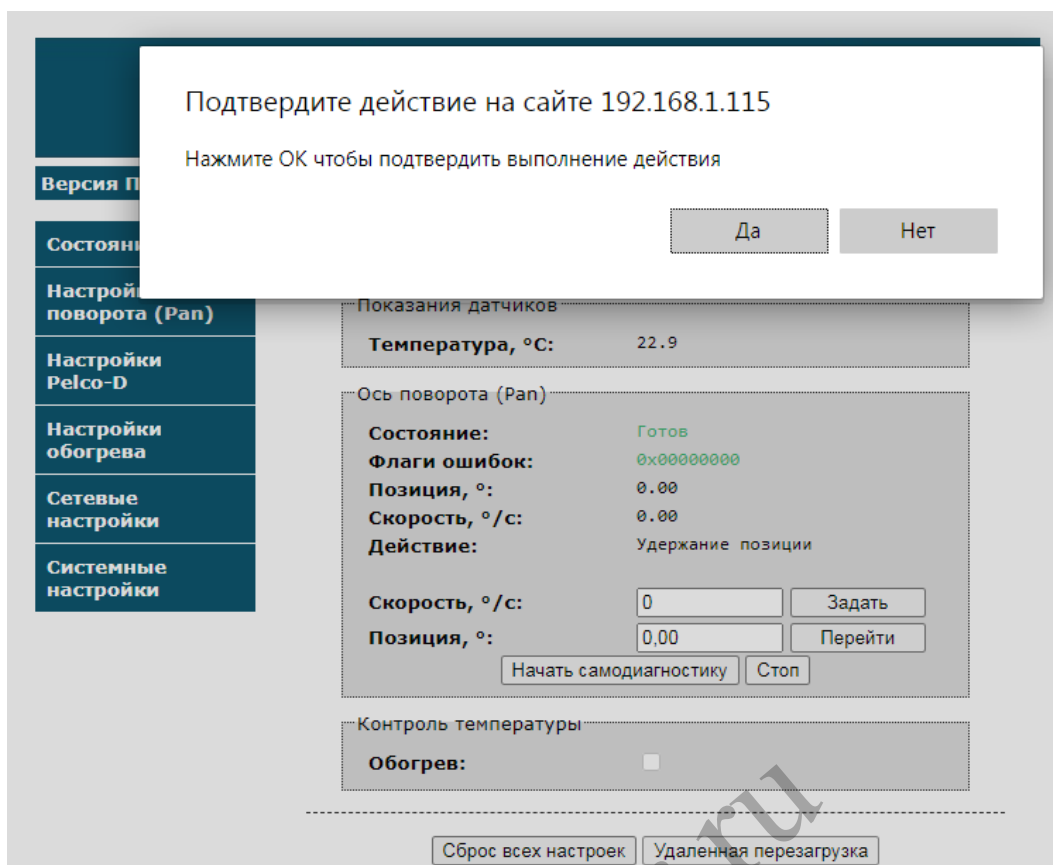 Подтвердите действие на сайте 192.168.1.115
Нажмите ОК чтобы подтвердить выполнение действия
Да Нет
Версия
Настройки
поворота (Pan)
Настройки
Pelco-D
Настройки
обогрева
Сетевые
настройки
Системные
настройки
Показания датчиков
Температура, °C: 22.9
Ось поворота (Pan)
Состояние: Готов
Флаги ошибок: 0x00000000
Позиция, °: 0.00
Скорость, °/с: 0.00
Действие: Удержание позиции
Скорость, °/с: 0 Задать
Позиция, °: 0,00 Перейти
Начать самодиагностику Стоп
Контроль температуры
Обогрев:
Сброс всех настроек Удаленная перезагрузка